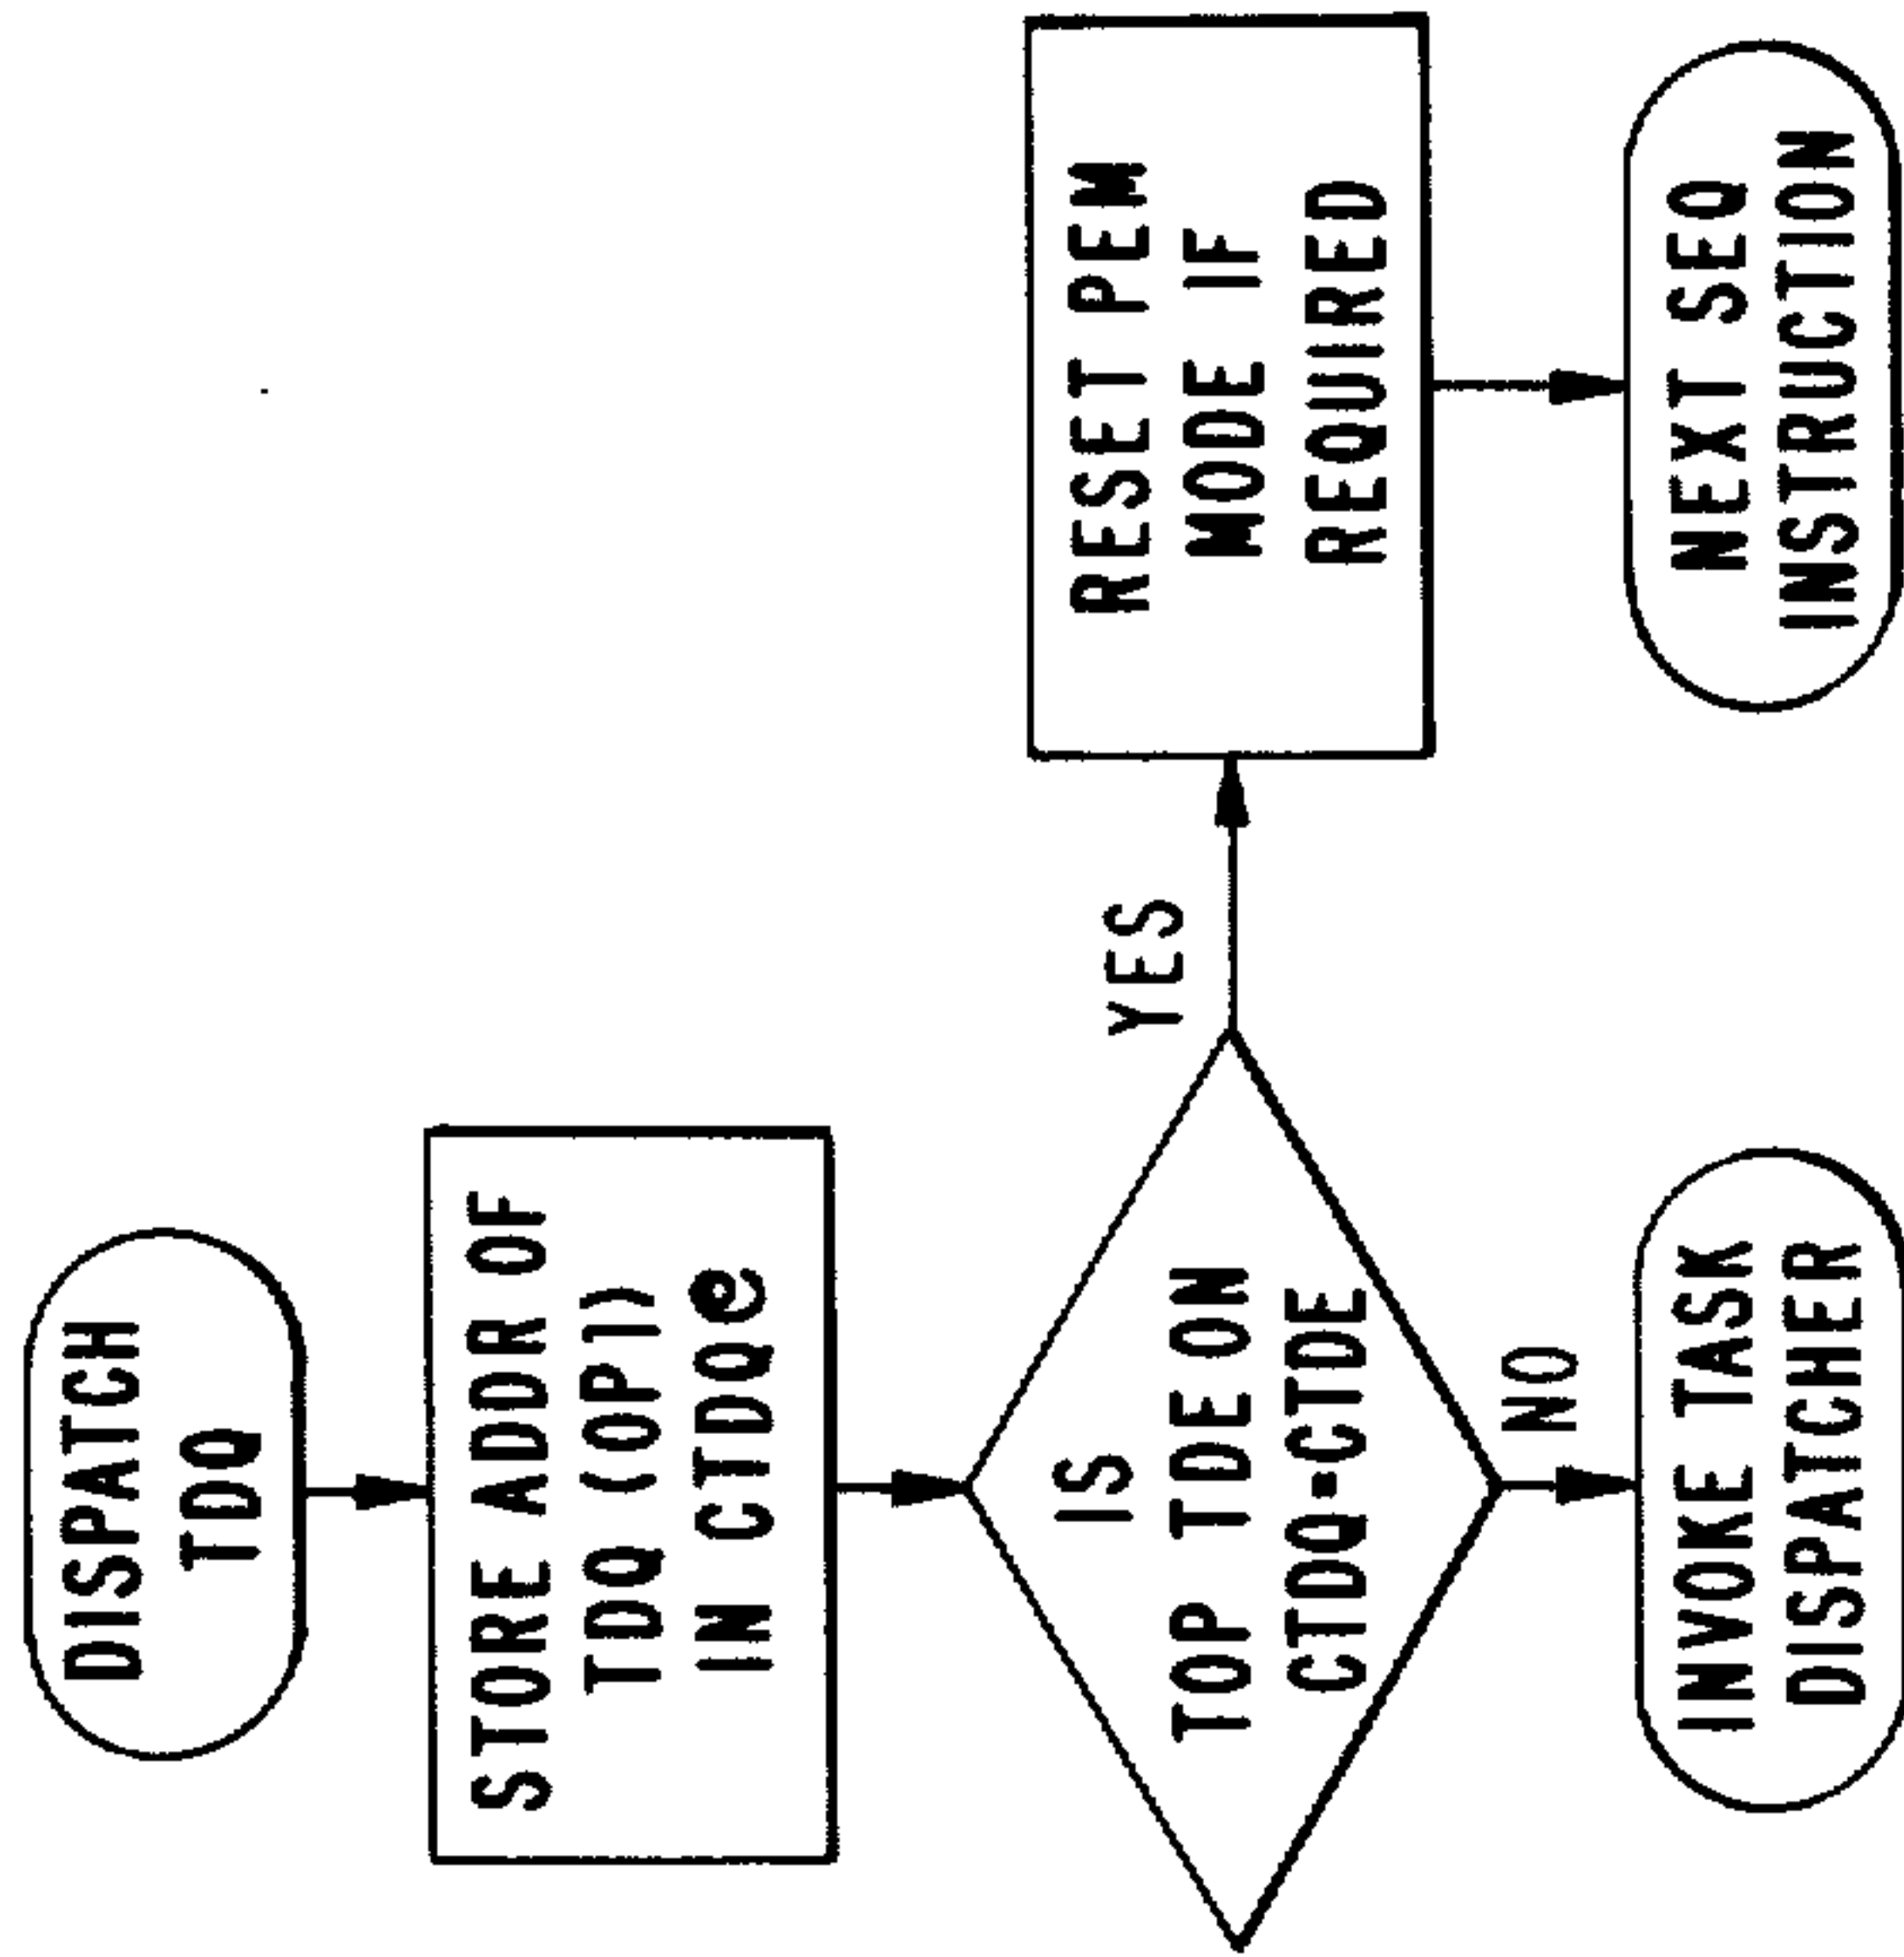 DISPATCH
TDQ
STORE ADDR OF
TDQ (OP1)
IN CTDQ@
IS
TOP TDE ON
CTDQ=CTDE
YES
NO
RESET PEM
MODE IF
REQUIRED
NEXT SEQ
INSTRUCTION
INVOKE TASK
DISPATCHER